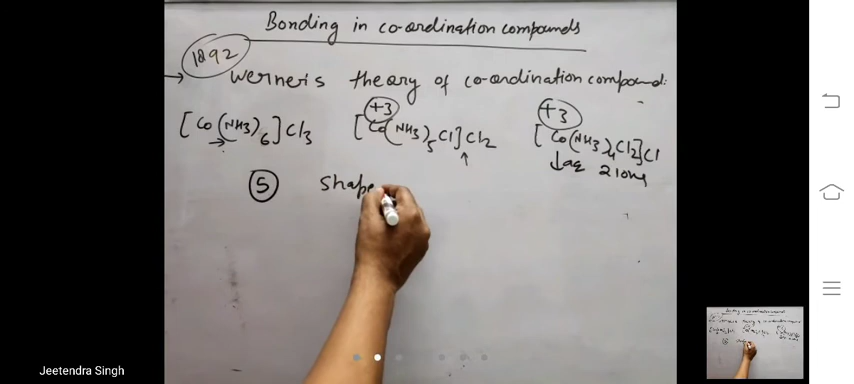 Bonding in co-ordination compounds
1892
→ Werner's theory of co-ordination compound:
[Co(NH3)6]Cl3
+3
[Co(NH3)5Cl]Cl2
+3
[Co(NH3)4Cl2]Cl
↓aq 2 ions
5 Shape
Jeetendra Singh